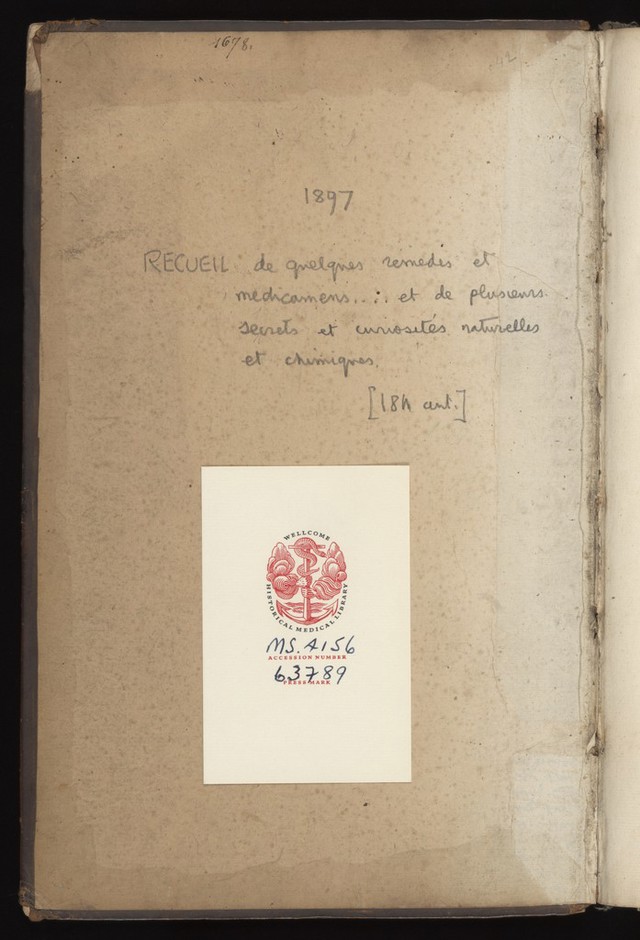 1678.
1897
RECUEIL de quelques remedes et
medicamens.... et de plusieurs
secrets et curiosités naturelles
et chimiques.
[18th cent.]
WELLCOME
HISTORICAL MEDICAL LIBRARY
MS. 4156
ACCESSION NUMBER
63789
PRESS MARK